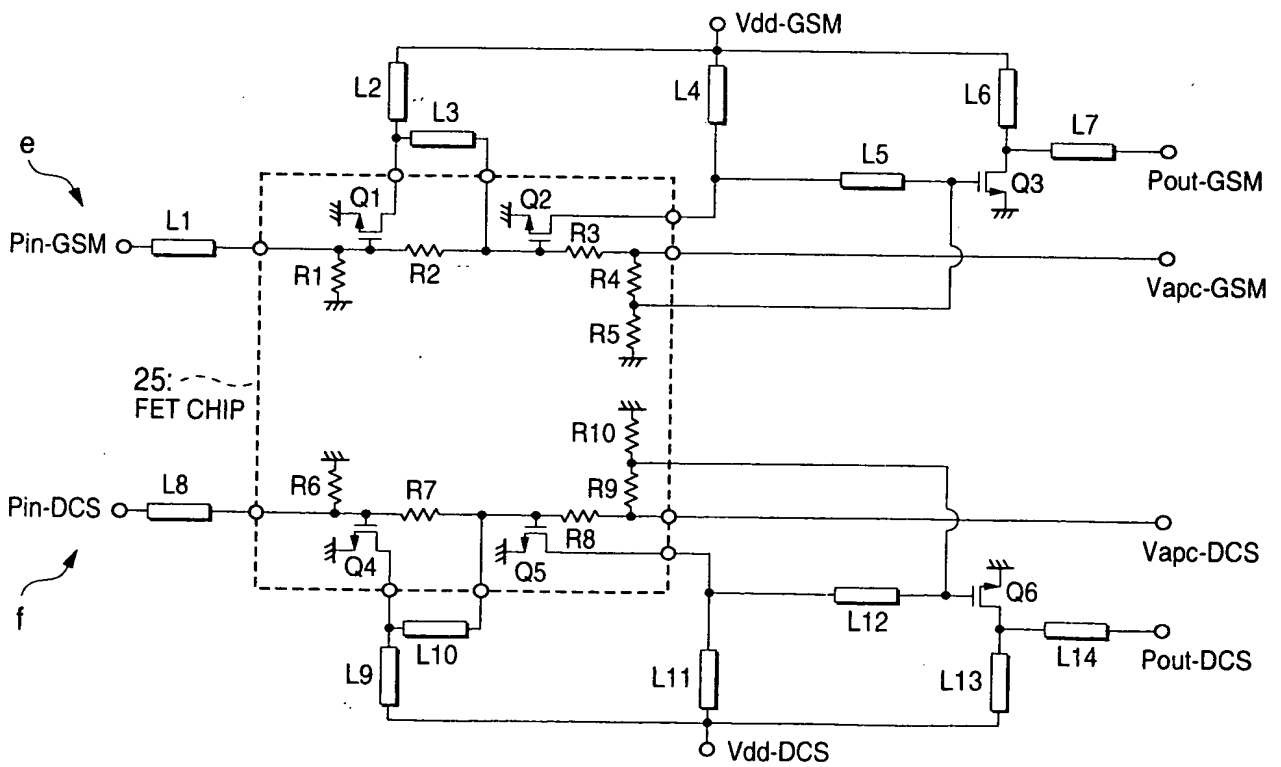 Vdd-GSM
L2
L3
L4
L6
L7
e
L5
Q3
Pout-GSM
Q1
Q2
L1
Pin-GSM
R3
R1
R2
R4
Vapc-GSM
R5
25:
FET CHIP
R10
L8
R6
R7
R9
Pin-DCS
R8
Vapc-DCS
Q4
Q5
Q6
f
L12
L10
L14
L9
L11
L13
Pout-DCS
Vdd-DCS